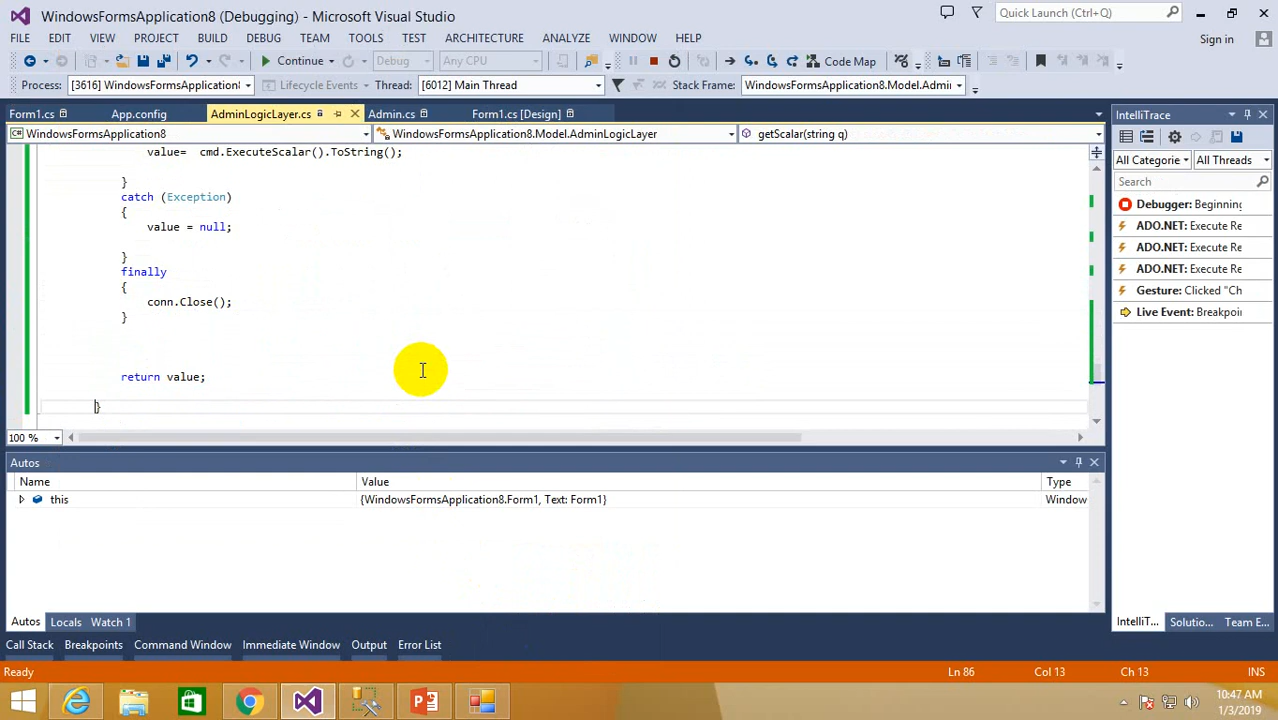 WindowsFormsApplication8 (Debugging) - Microsoft Visual Studio
Quick Launch (Ctrl+Q)
FILE EDIT VIEW PROJECT BUILD DEBUG TEAM TOOLS TEST ARCHITECTURE ANALYZE WINDOW HELP
Sign in
Continue Debug Any CPU Code Map
Process: [3616] WindowsFormsApplication8 Lifecycle Events Thread: [6012] Main Thread Stack Frame: WindowsFormsApplication8.Model.Admin
Form1.cs App.config AdminLogicLayer.cs Admin.cs Form1.cs [Design] IntelliTrace
WindowsFormsApplication8 WindowsFormsApplication8.Model.AdminLogicLayer getScalar(string q)
value= cmd.ExecuteScalar().ToString();
}
catch (Exception)
{
value = null;
}
finally
{
conn.Close();
}
return value;
}
100 %
All Categorie All Threads
Search
Debugger: Beginning
ADO.NET: Execute Re
ADO.NET: Execute Re
ADO.NET: Execute Re
Gesture: Clicked "Ch
Live Event: Breakpoi
Autos
Name Value Type
this {WindowsFormsApplication8.Form1, Text: Form1} Window
Autos Locals Watch 1 IntelliT... Solutio... Team E...
Call Stack Breakpoints Command Window Immediate Window Output Error List
Ready Ln 86 Col 13 Ch 13 INS
10:47 AM
1/3/2019